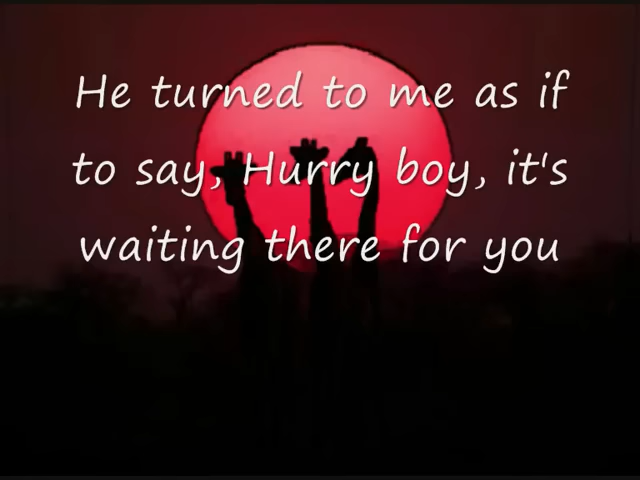 He turned to me as if
to say, Hurry boy, it's
waiting there for you